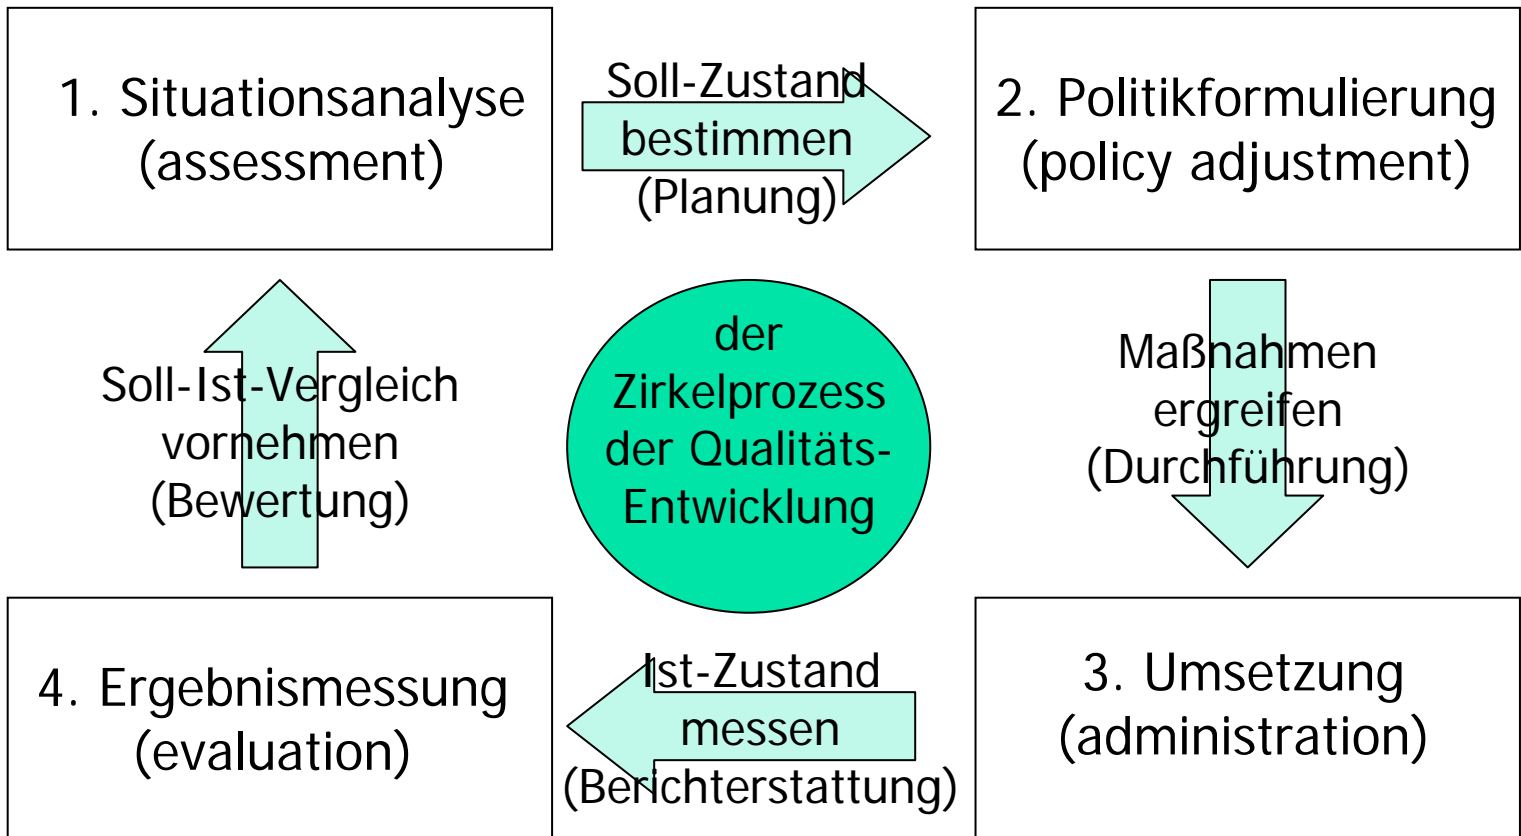 1. Situationsanalyse
(assessment)
Soll-Zustand
bestimmen
(Planung)
2. Politikformulierung
(policy adjustment)
Soll-Ist-Vergleich
vornehmen
(Bewertung)
der
Zirkelprozess
der Qualitäts-
Entwicklung
Maßnahmen
ergreifen
(Durchführung)
4. Ergebnismessung
(evaluation)
Ist-Zustand
messen
(Berichterstattung)
3. Umsetzung
(administration)